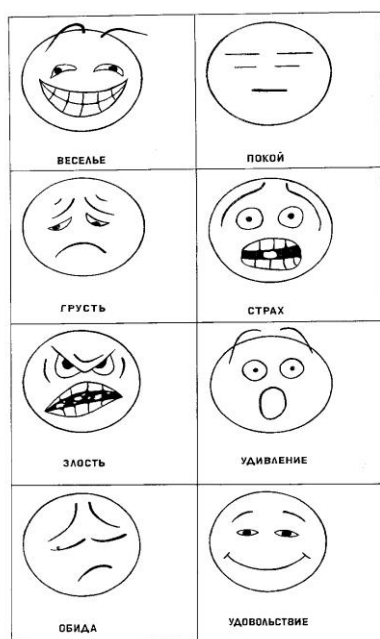 ВЕСЕЛЬЕ
ПОКОЙ
ГРУСТЬ
СТРАХ
ЗЛОСТЬ
УДИВЛЕНИЕ
ОБИДА
УДОВОЛЬСТВИЕ